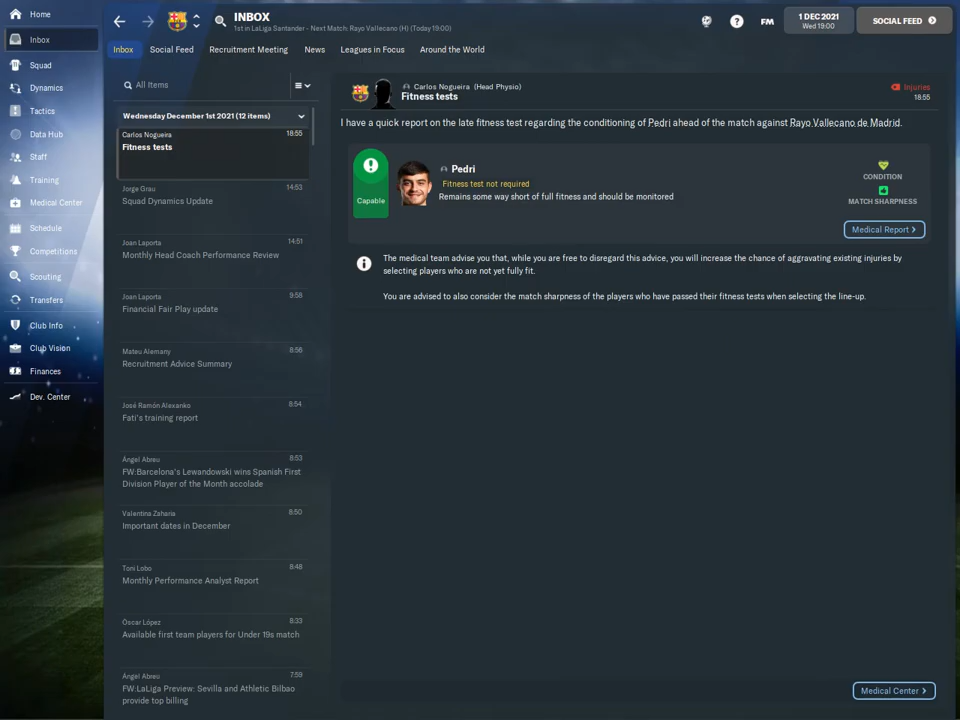 Home
Inbox
Squad
Dynamics
Tactics
Data Hub
Staff
Training
Medical Center
Schedule
Competitions
Scouting
Transfers
Club Info
Club Vision
Finances
Dev. Center
INBOX
1st in LaLiga Santander - Next Match: Rayo Vallecano (H) (Today 19:00)
?
FM
1 DEC 2021
Wed 19:00
SOCIAL FEED
Inbox
Social Feed
Recruitment Meeting
News
Leagues in Focus
Around the World
All Items
Wednesday December 1st 2021 (12 items)
Carlos Nogueira 18:55
Fitness tests
Jorge Grau 14:53
Squad Dynamics Update
Joan Laporta 14:51
Monthly Head Coach Performance Review
Joan Laporta 9:58
Financial Fair Play update
Mateu Alemany 8:56
Recruitment Advice Summary
José Ramón Alexanko 8:54
Fati's training report
Ángel Abreu 8:53
FW:Barcelona's Lewandowski wins Spanish First
Division Player of the Month accolade
Valentina Zaharia 8:50
Important dates in December
Toni Lobo 8:48
Monthly Performance Analyst Report
Óscar López 8:33
Available first team players for Under 19s match
Ángel Abreu 7:59
FW:LaLiga Preview: Sevilla and Athletic Bilbao
provide top billing
Carlos Nogueira (Head Physio)
Fitness tests
Injuries
18:55
I have a quick report on the late fitness test regarding the conditioning of Pedri ahead of the match against Rayo Vallecano de Madrid.
Capable
Pedri
Fitness test not required
Remains some way short of full fitness and should be monitored
CONDITION
MATCH SHARPNESS
Medical Report
The medical team advise you that, while you are free to disregard this advice, you will increase the chance of aggravating existing injuries by
selecting players who are not yet fully fit.
You are advised to also consider the match sharpness of the players who have passed their fitness tests when selecting the line-up.
Medical Center